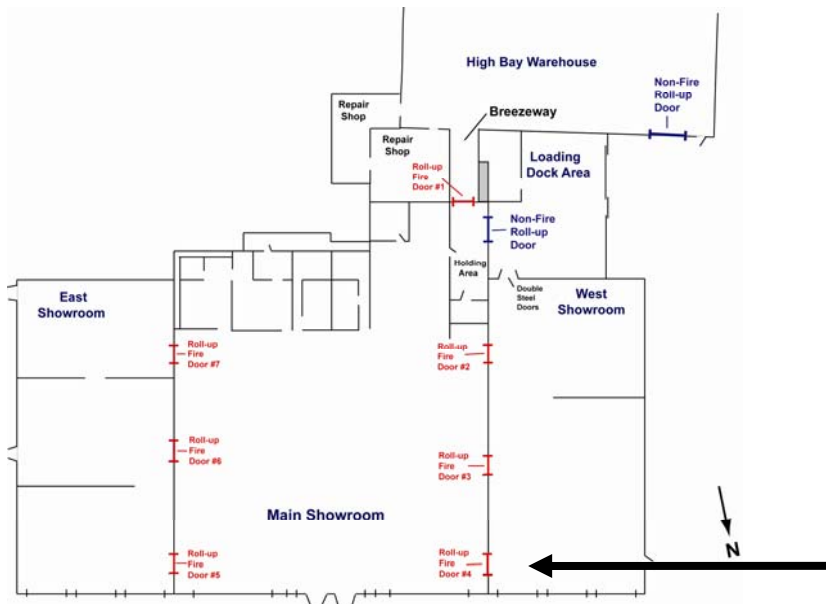 High Bay Warehouse
Non-Fire
Roll-up
Door
Repair
Shop
Breezeway
Repair
Shop
Loading
Dock Area
Roll-up
Fire
Door #1
Non-Fire
Roll-up
Door
Holding
Area
East
Showroom
Double
Steel
Doors
West
Showroom
Roll-up
Fire
Door #7
Roll-up
Fire
Door #2
Roll-up
Fire
Door #6
Roll-up
Fire
Door #3
Main Showroom
N
Roll-up
Fire
Door #5
Roll-up
Fire
Door #4